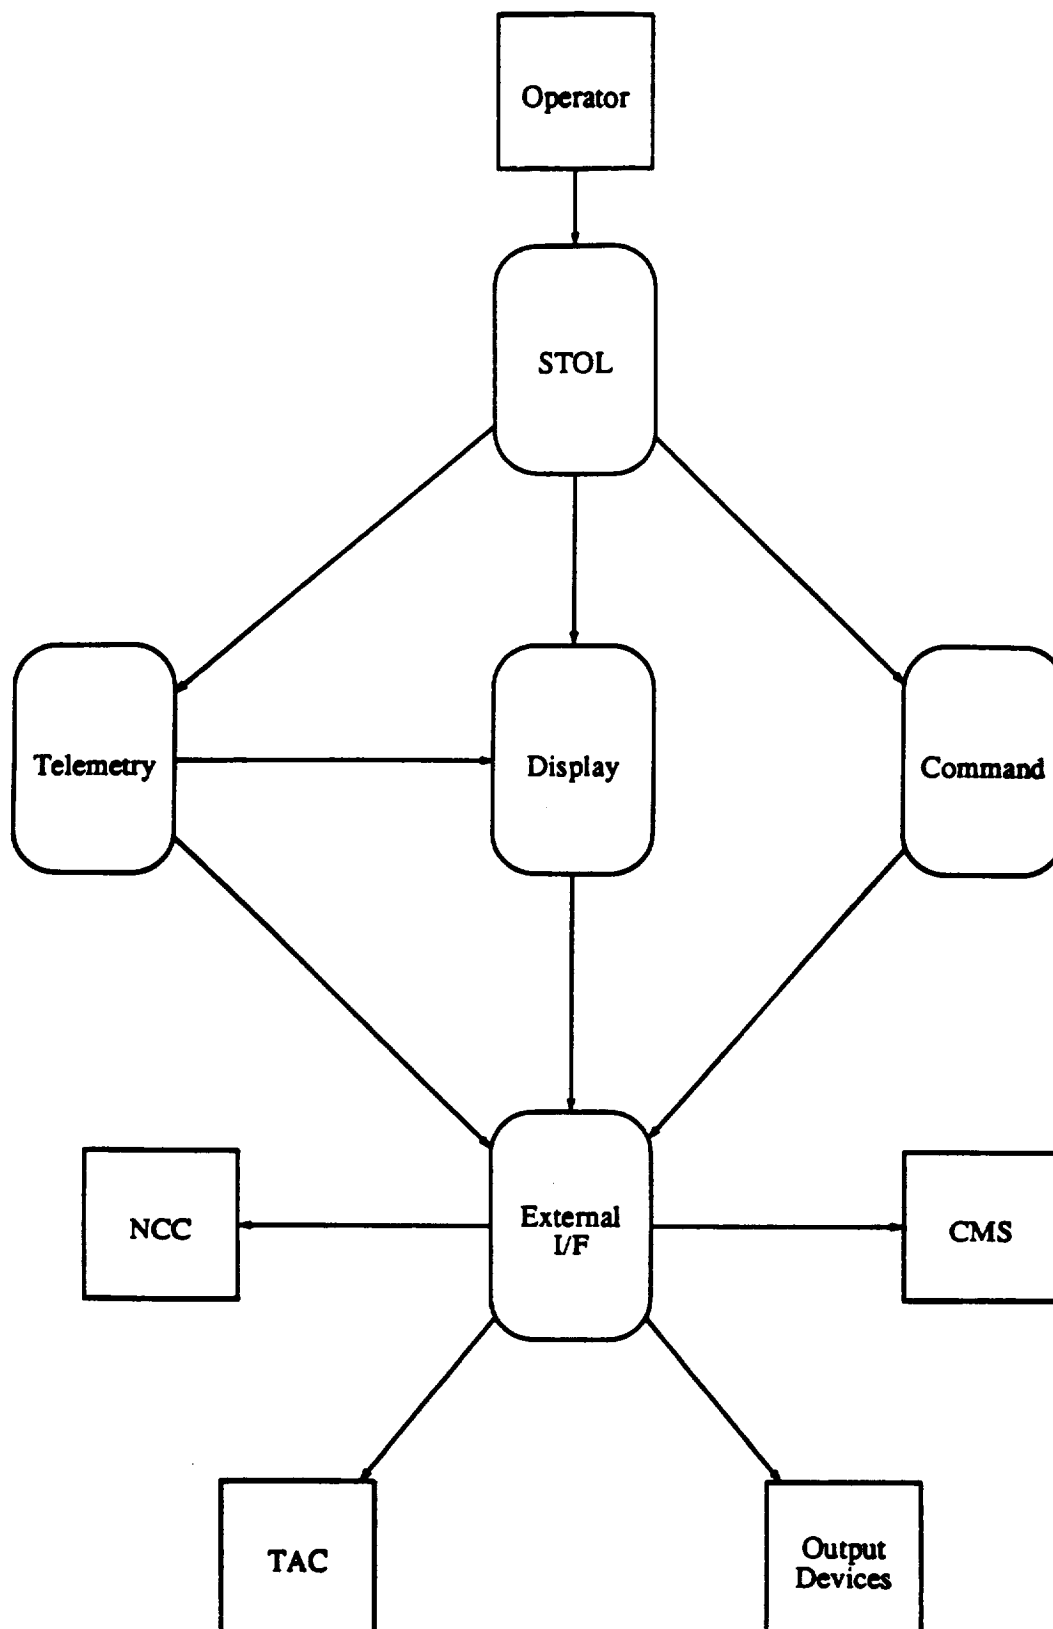 Operator
STOL
Telemetry
Display
Command
NCC
External
I/F
CMS
TAC
Output
Devices